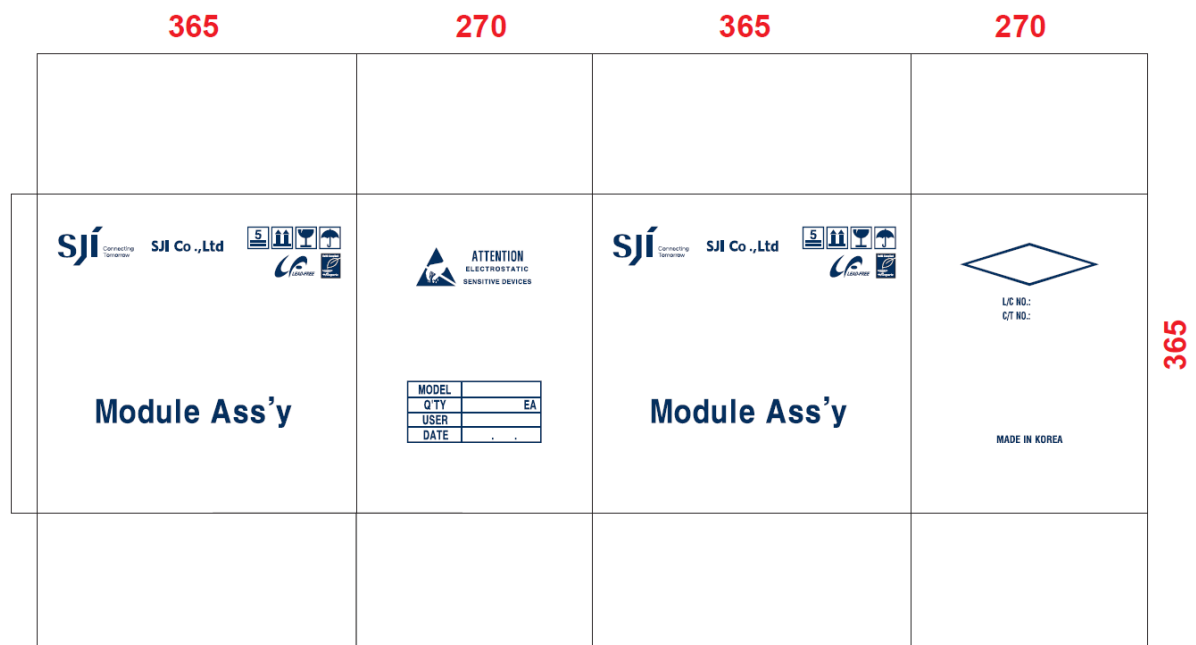 365 270 365 270
SJI Connecting Tomorrow
SJI Co.,Ltd
5
LEAD-FREE
ATTENTION
ELECTROSTATIC
SENSITIVE DEVICES
SJI Connecting Tomorrow
SJI Co.,Ltd
5
LEAD-FREE
L/C NO.:
C/T NO.:
365
Module Ass'y
MODEL
Q'TY EA
USER
DATE . .
Module Ass'y
MADE IN KOREA